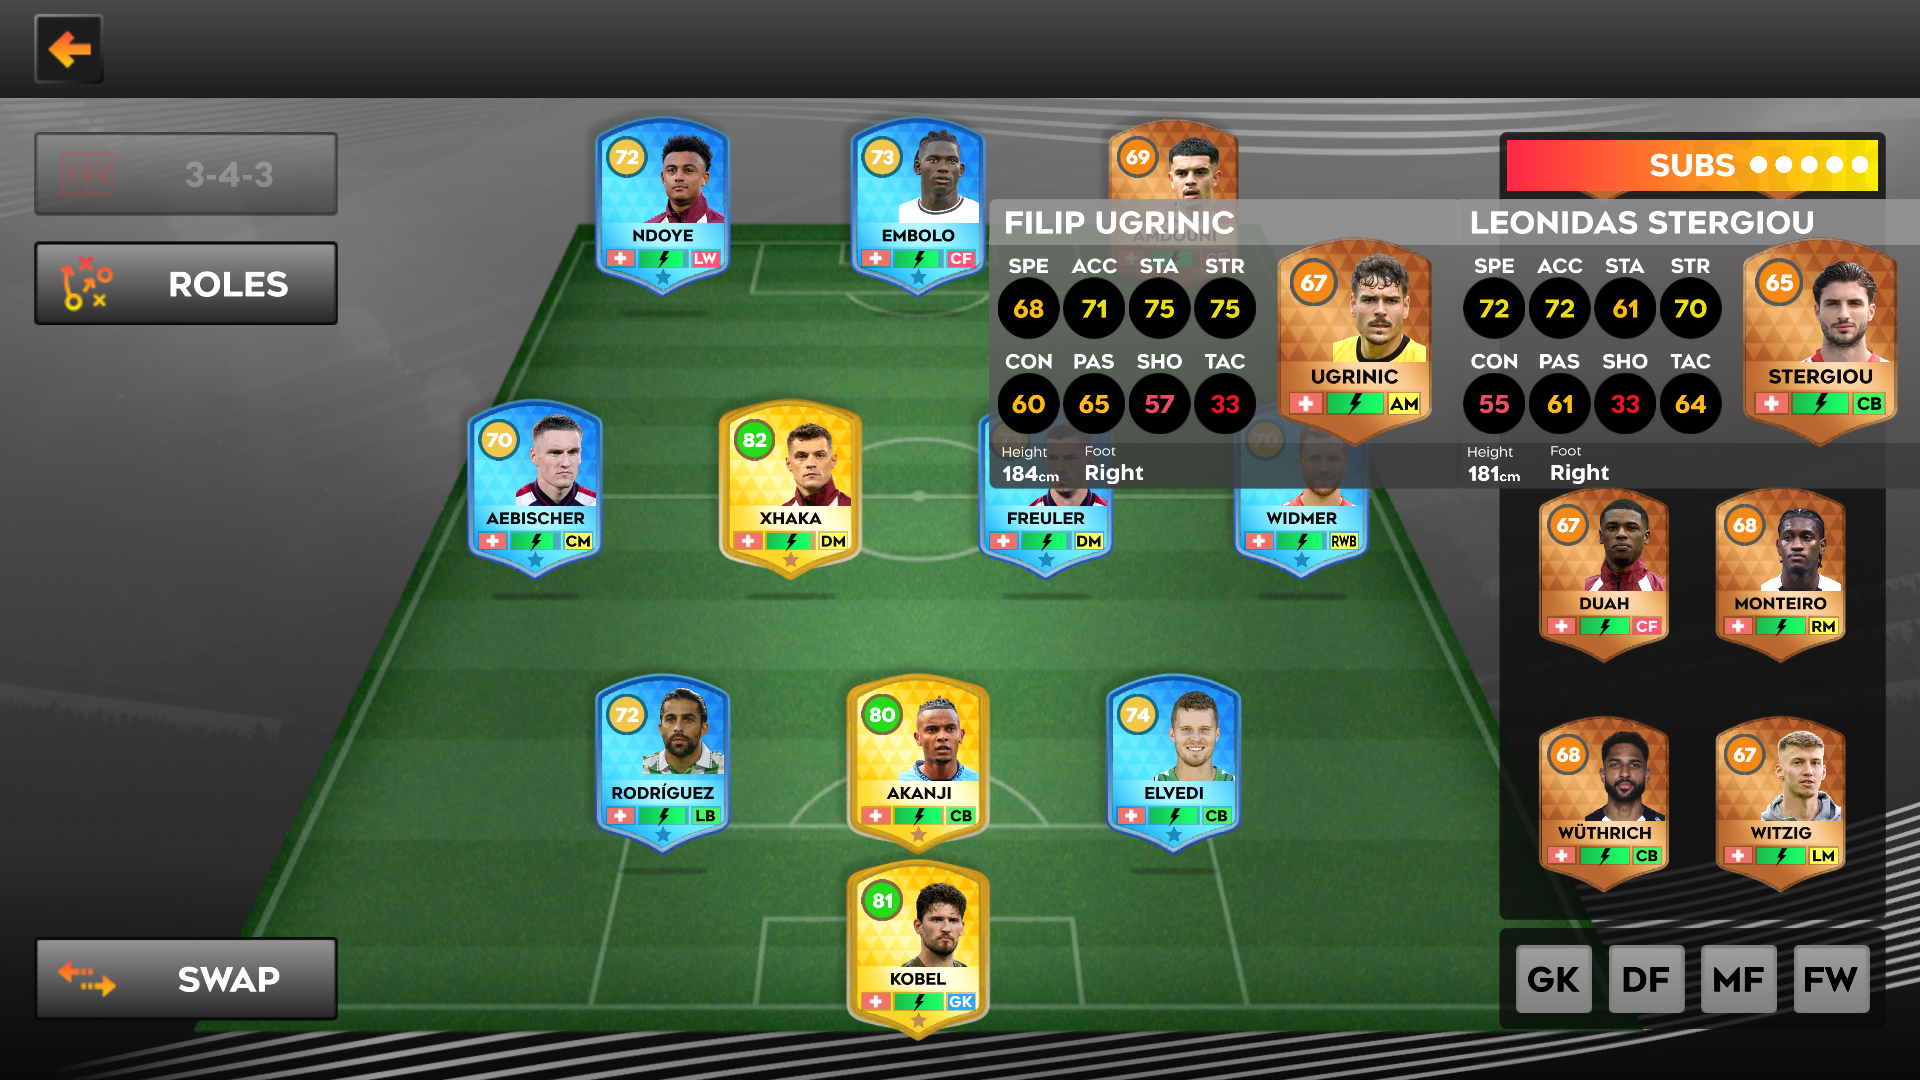 3-4-3
ROLES
SWAP
72
NDOYE
LW
73
EMBOLO
CF
69
AMDOUNI
SUBS
FILIP UGRINIC
SPE ACC STA STR
68 71 75 75
CON PAS SHO TAC
60 65 57 33
Height Foot
184cm Right
67
UGRINIC
AM
LEONIDAS STERGIOU
SPE ACC STA STR
72 72 61 70
CON PAS SHO TAC
55 61 33 64
Height Foot
181cm Right
65
STERGIOU
CB
70
AEBISCHER
CM
82
XHAKA
DM
FREULER
DM
70
WIDMER
RWB
67
DUAH
CF
68
MONTEIRO
RM
72
RODRÍGUEZ
LB
80
AKANJI
CB
74
ELVEDI
CB
68
WÜTHRICH
CB
67
WITZIG
LM
81
KOBEL
GK
GK DF MF FW